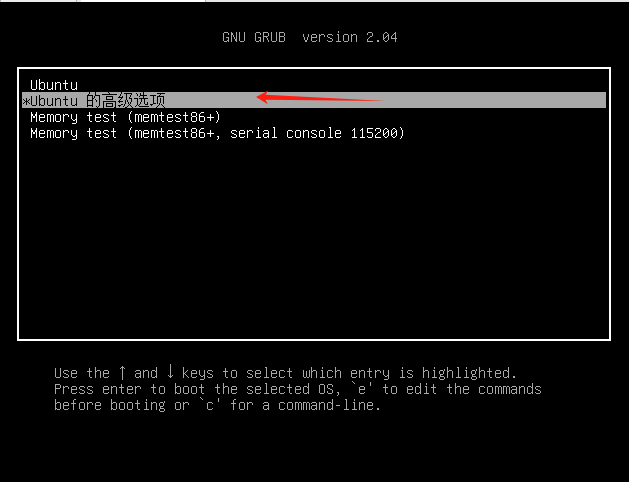 GNU GRUB version 2.04
Ubuntu
*Ubuntu 的高级选项
Memory test (memtest86+)
Memory test (memtest86+, serial console 115200)
Use the ↑ and ↓ keys to select which entry is highlighted.
Press enter to boot the selected OS, `e' to edit the commands
before booting or `c' for a command-line.